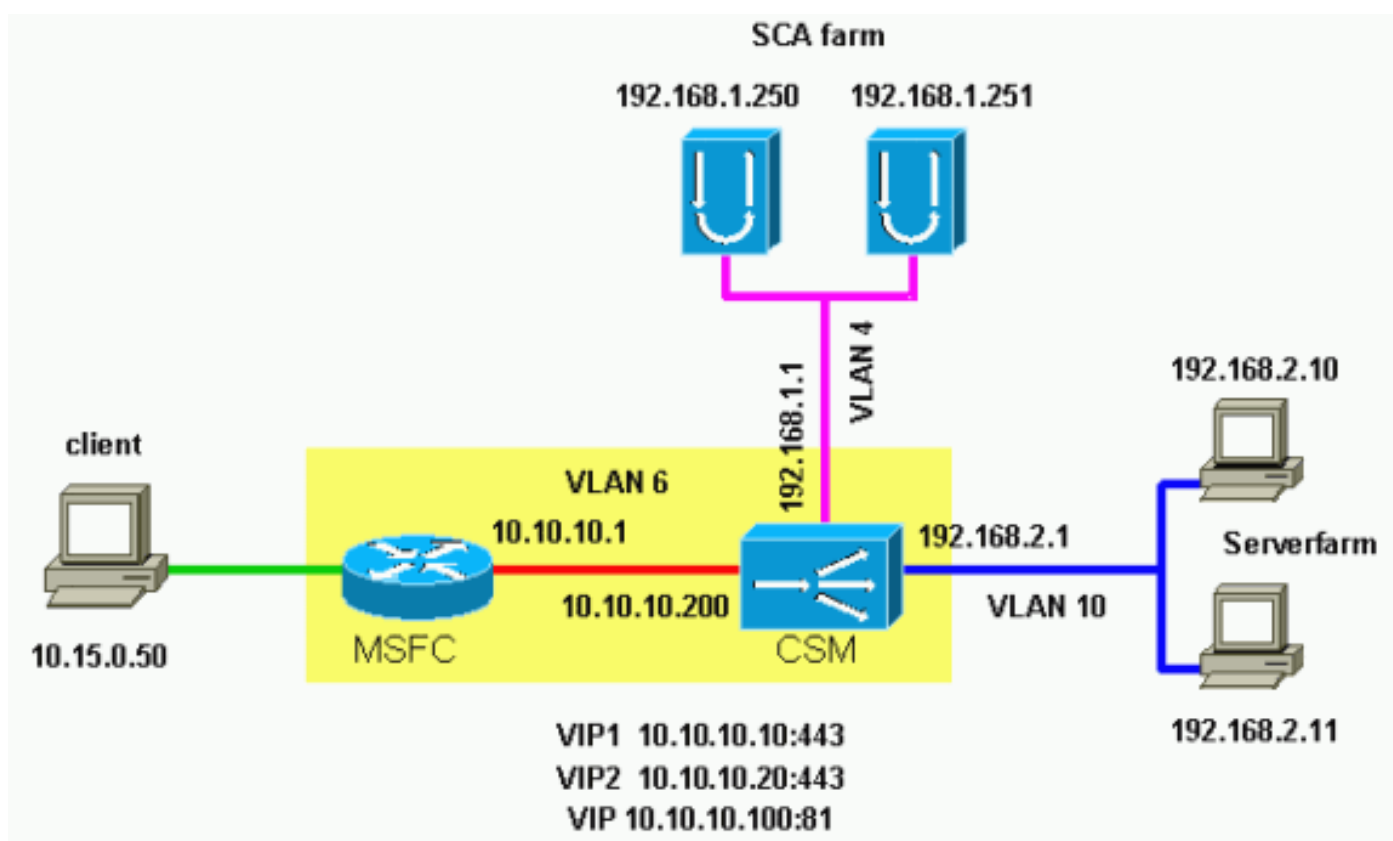 SCA farm
192.168.1.250
192.168.1.251
192.168.1.1
VLAN 4
192.168.2.10
client
VLAN 6
10.10.10.1
192.168.2.1
Serverfarm
10.10.10.200
VLAN 10
10.15.0.50
MSFC
CSM
192.168.2.11
VIP1 10.10.10.10:443
VIP2 10.10.10.20:443
VIP 10.10.10.100:81